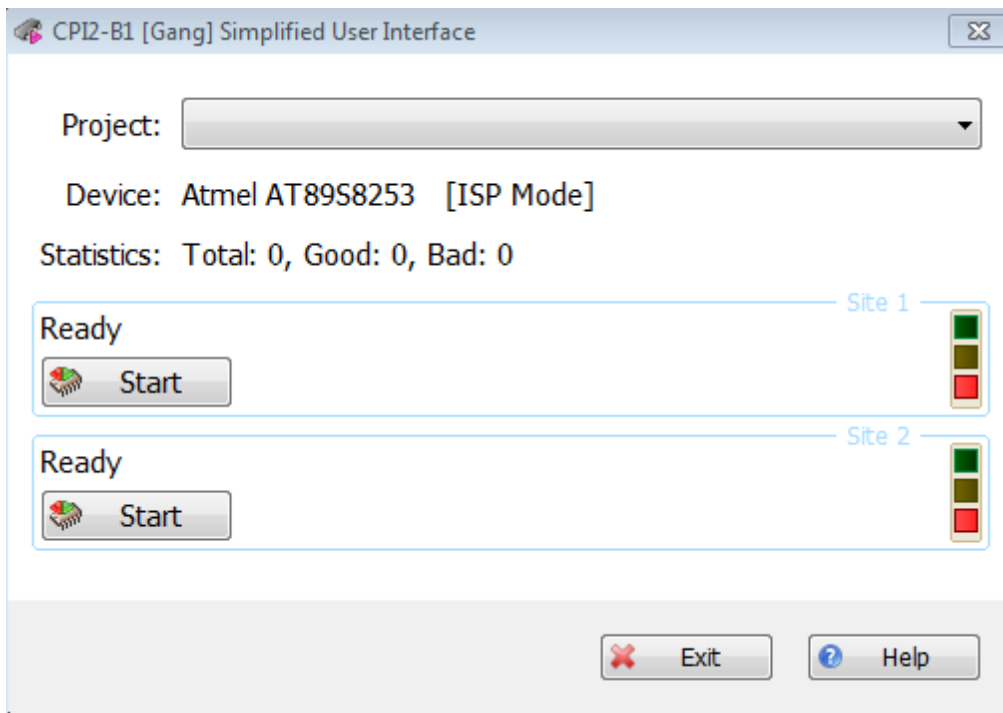 CPI2-B1 [Gang] Simplified User Interface
Project:
Device: Atmel AT89S8253 [ISP Mode]
Statistics: Total: 0, Good: 0, Bad: 0
Site 1
Ready
Start
Site 2
Ready
Start
Exit Help